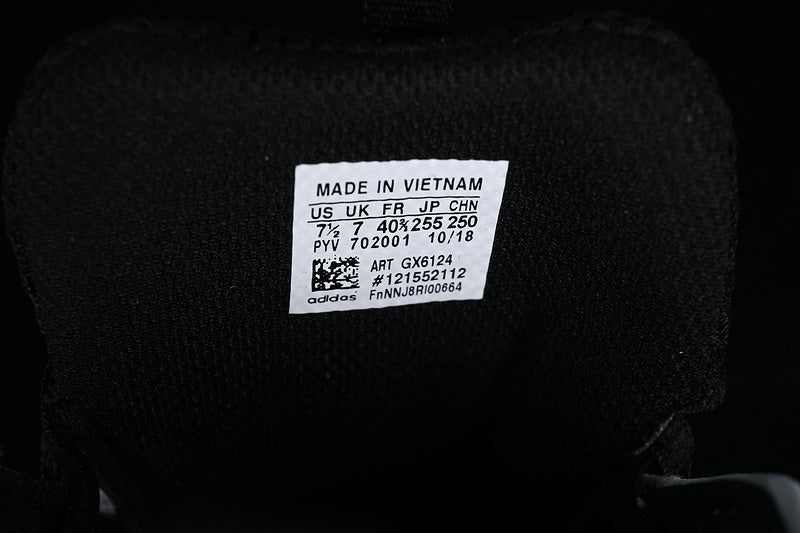 MADE IN VIETNAM
US UK FR JP CHN
7½ 7 40⅔ 255 250
PYV 702001 10/18
ART GX6124
#121552112
adidas FnNNJ8RI00664